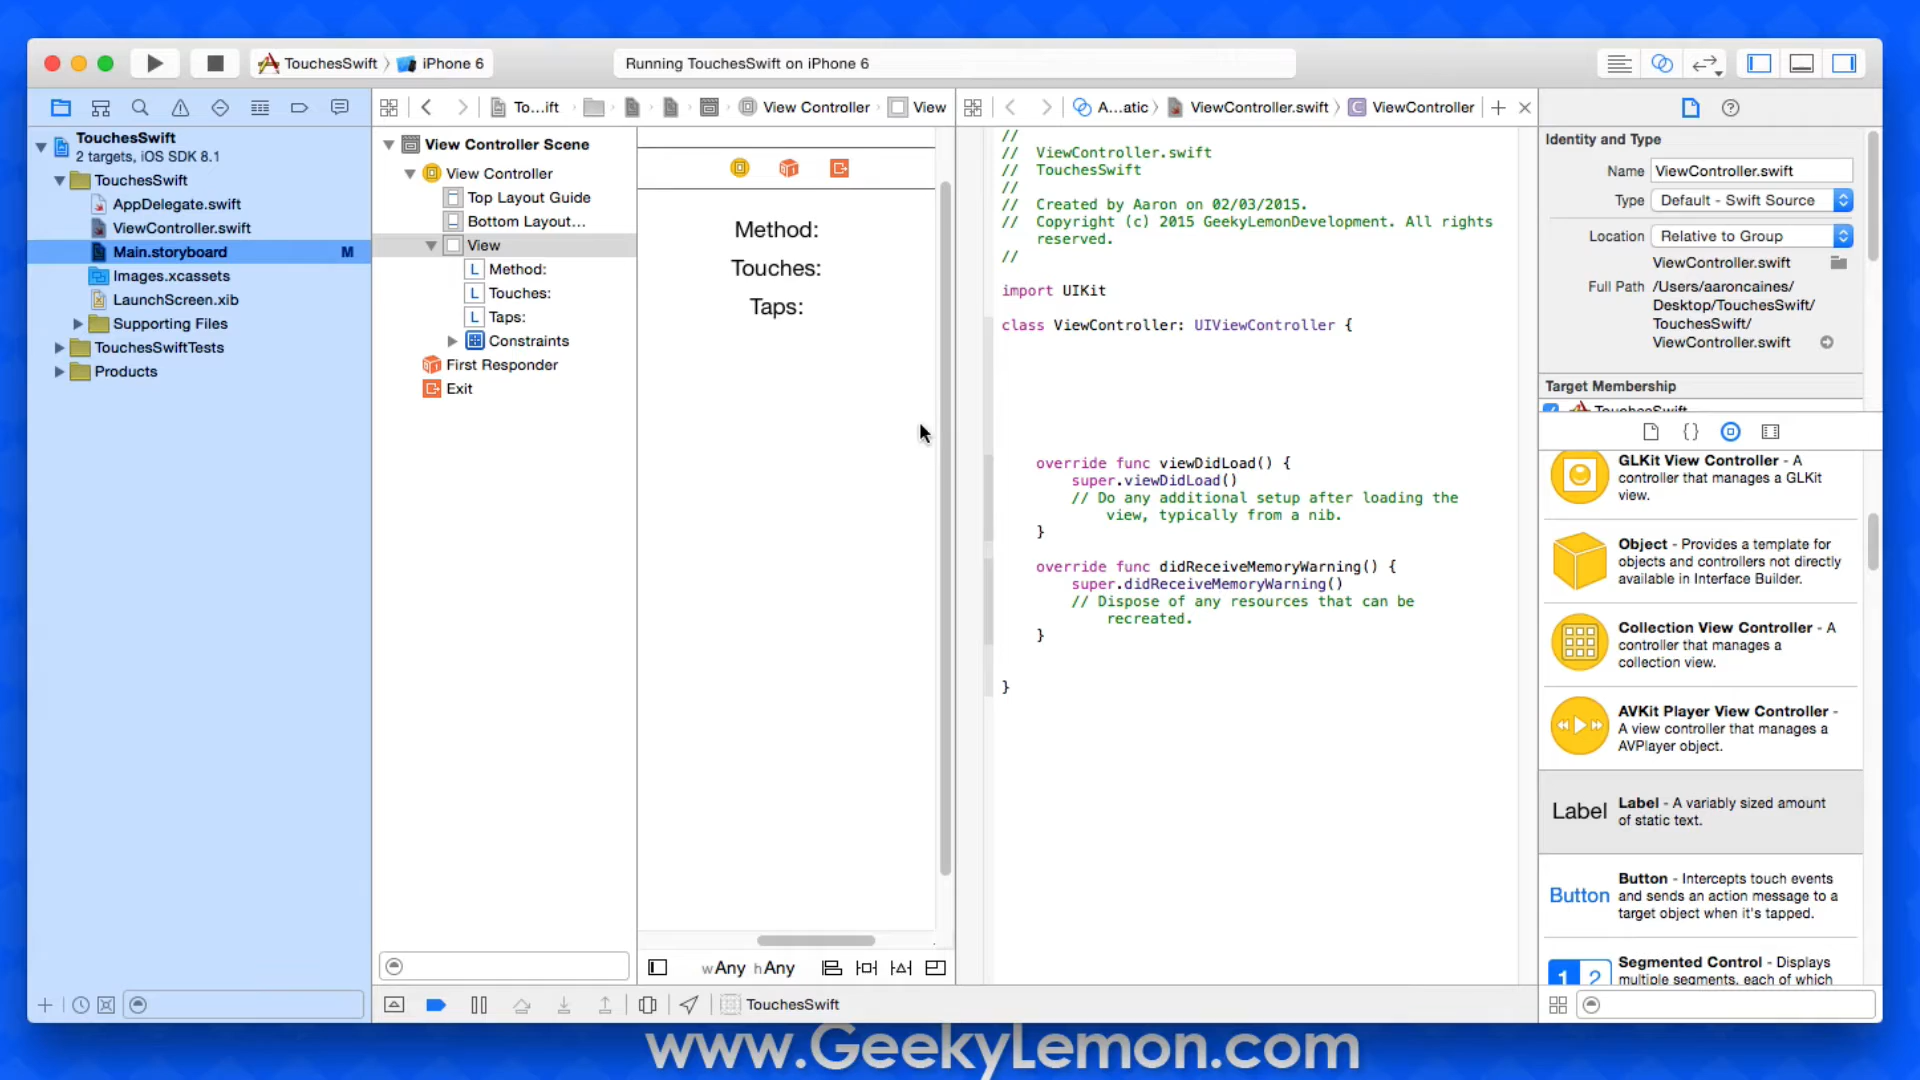 TouchesSwift
iPhone 6
Running TouchesSwift on iPhone 6
To...ift
View Controller
View
A...atic
ViewController.swift
ViewController
TouchesSwift
2 targets, iOS SDK 8.1
TouchesSwift
AppDelegate.swift
ViewController.swift
Main.storyboard
M
Images.xcassets
LaunchScreen.xib
Supporting Files
TouchesSwiftTests
Products
View Controller Scene
View Controller
Top Layout Guide
Bottom Layout...
View
L Method:
L Touches:
L Taps:
Constraints
First Responder
Exit
Method:
Touches:
Taps:
wAny hAny
//
// ViewController.swift
// TouchesSwift
//
// Created by Aaron on 02/03/2015.
// Copyright (c) 2015 GeekyLemonDevelopment. All rights
reserved.
//
import UIKit
class ViewController: UIViewController {
override func viewDidLoad() {
super.viewDidLoad()
// Do any additional setup after loading the
view, typically from a nib.
}
override func didReceiveMemoryWarning() {
super.didReceiveMemoryWarning()
// Dispose of any resources that can be
recreated.
}
}
Identity and Type
Name ViewController.swift
Type Default - Swift Source
Location Relative to Group
ViewController.swift
Full Path /Users/aaroncaines/
Desktop/TouchesSwift/
TouchesSwift/
ViewController.swift
Target Membership
TouchesSwift
{}
GLKit View Controller - A
controller that manages a GLKit
view.
Object - Provides a template for
objects and controllers not directly
available in Interface Builder.
Collection View Controller - A
controller that manages a
collection view.
AVKit Player View Controller -
A view controller that manages a
AVPlayer object.
Label
Label - A variably sized amount
of static text.
Button
Button - Intercepts touch events
and sends an action message to a
target object when it's tapped.
1 2
Segmented Control - Displays
multiple segments, each of which
TouchesSwift
www.GeekyLemon.com